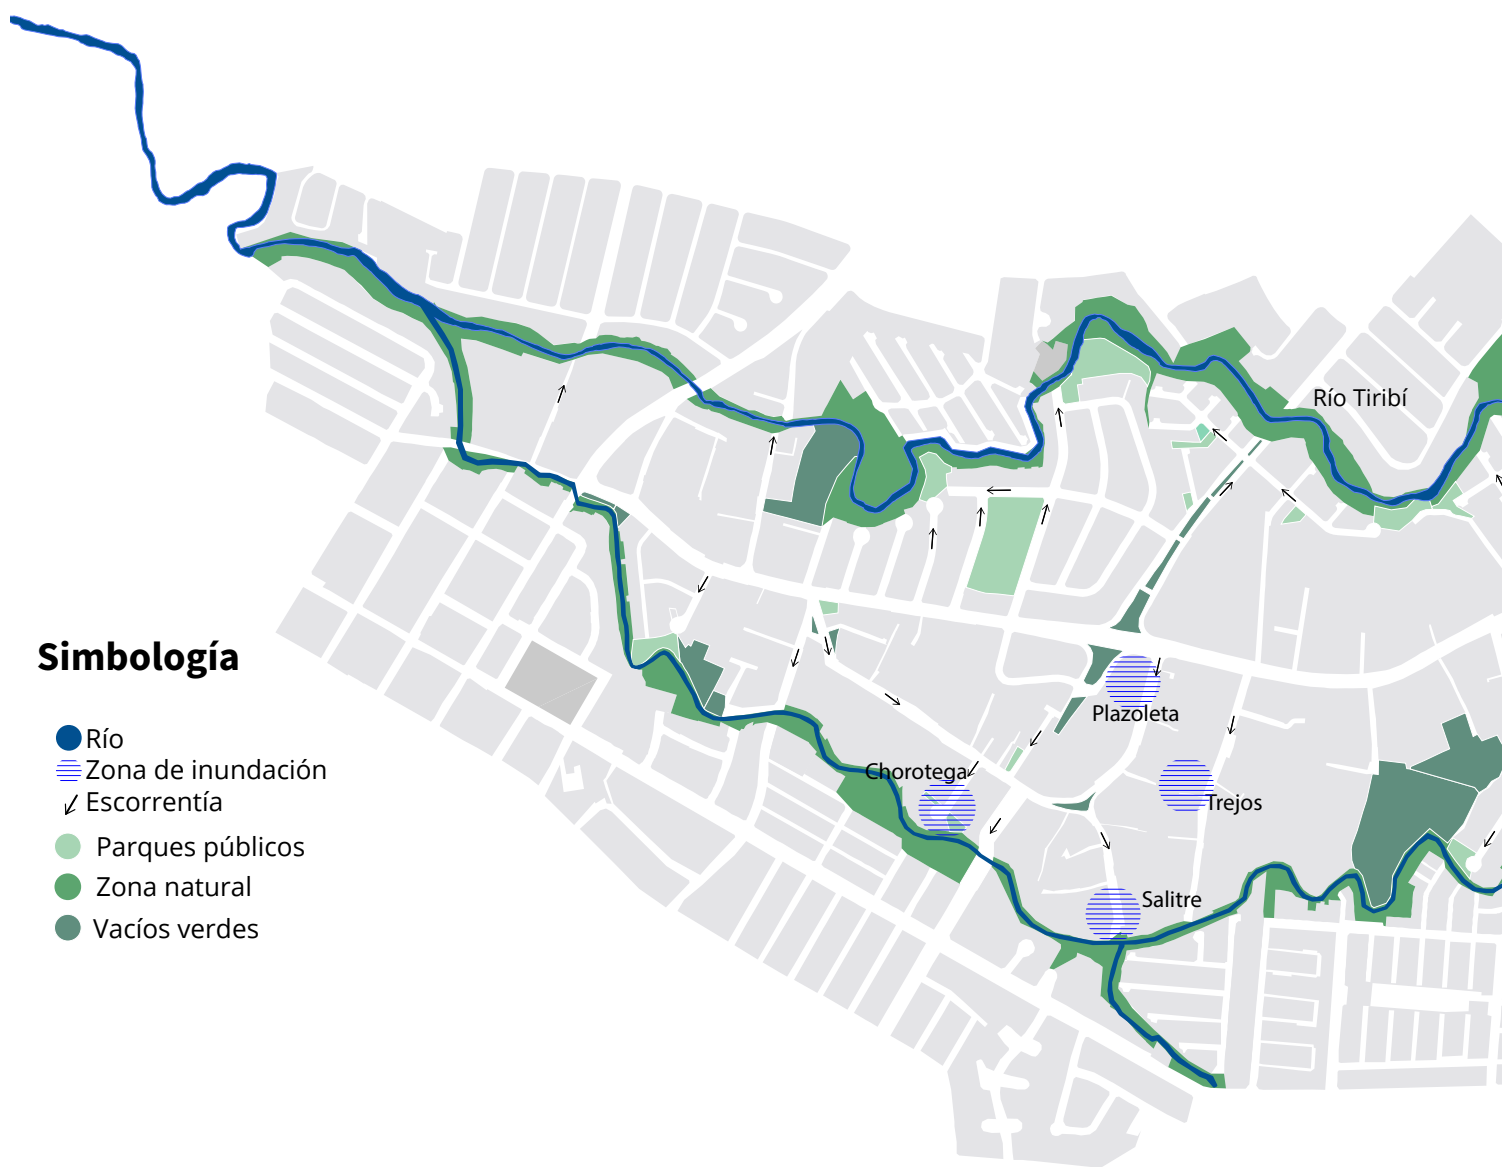 Río Tiribí
Simbología
Plazoleta
Río
Zona de inundación
Chorotega
Escorrentía
Trejos
Parques públicos
Zona natural
Salitre
Vacíos verdes